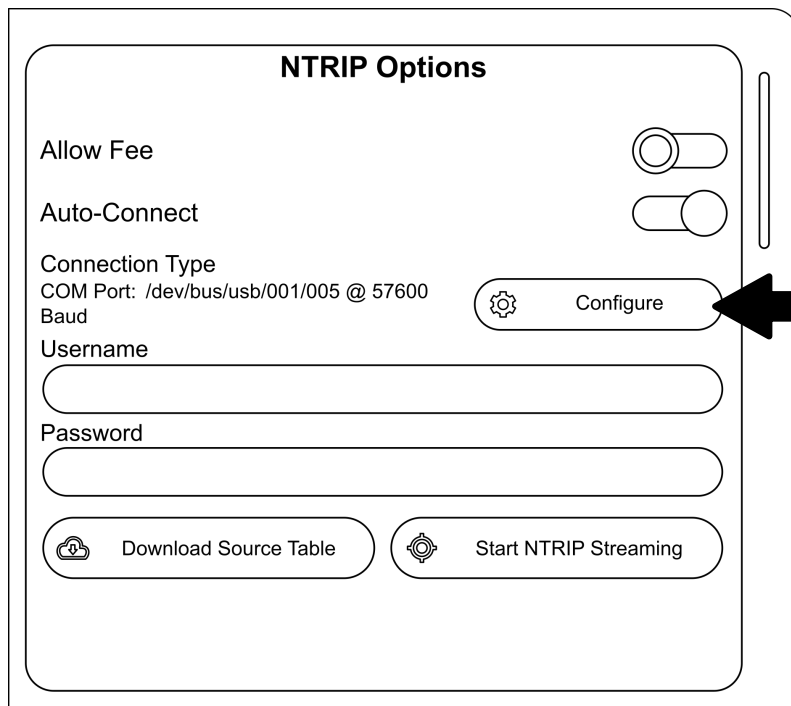 NTRIP Options
Allow Fee
Auto-Connect
Connection Type
COM Port: /dev/bus/usb/001/005 @ 57600
Baud
Configure
Username
Password
Download Source Table
Start NTRIP Streaming